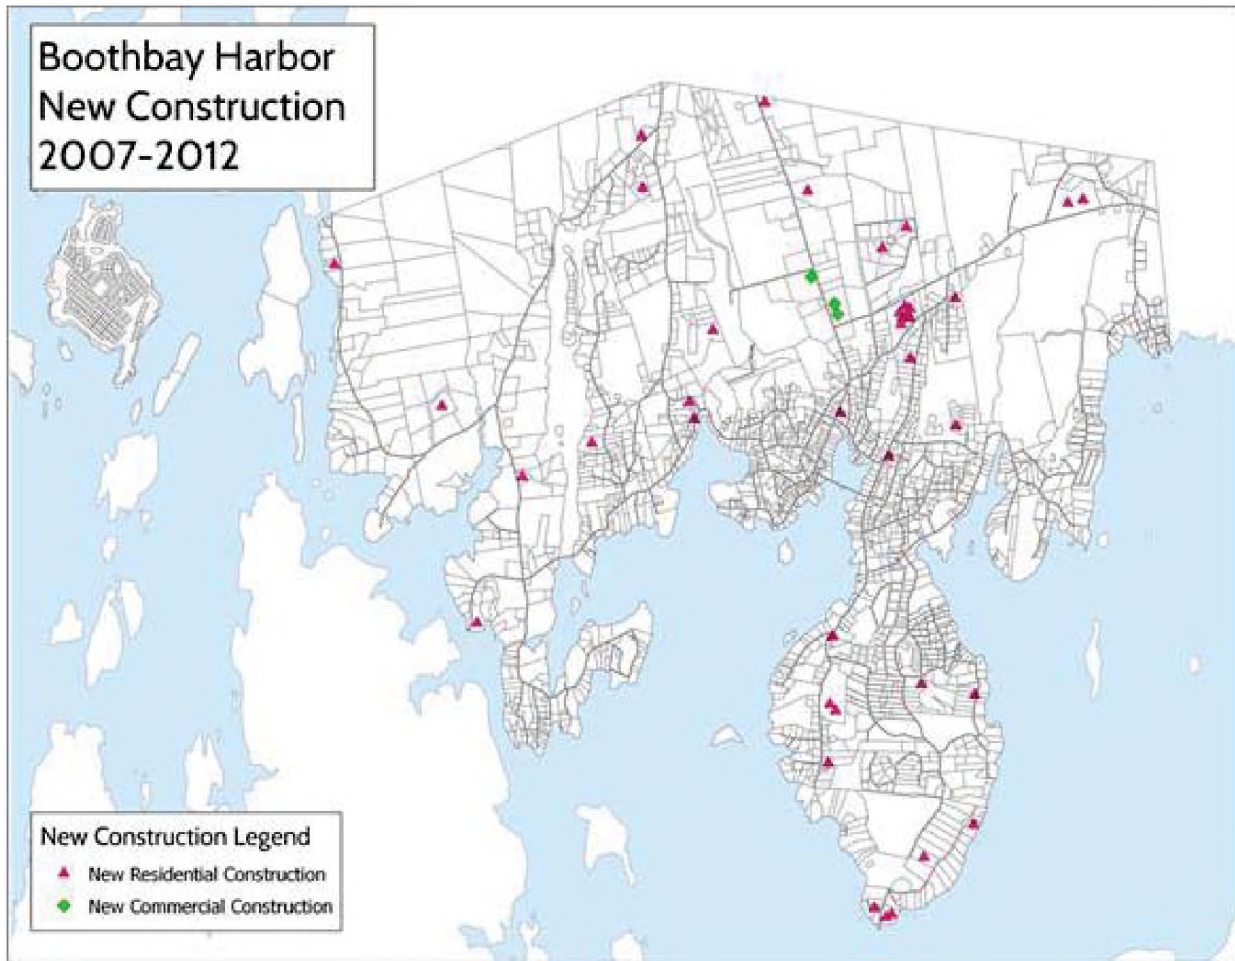 Boothbay Harbor
New Construction
2007-2012
New Construction Legend
New Residential Construction
New Commercial Construction